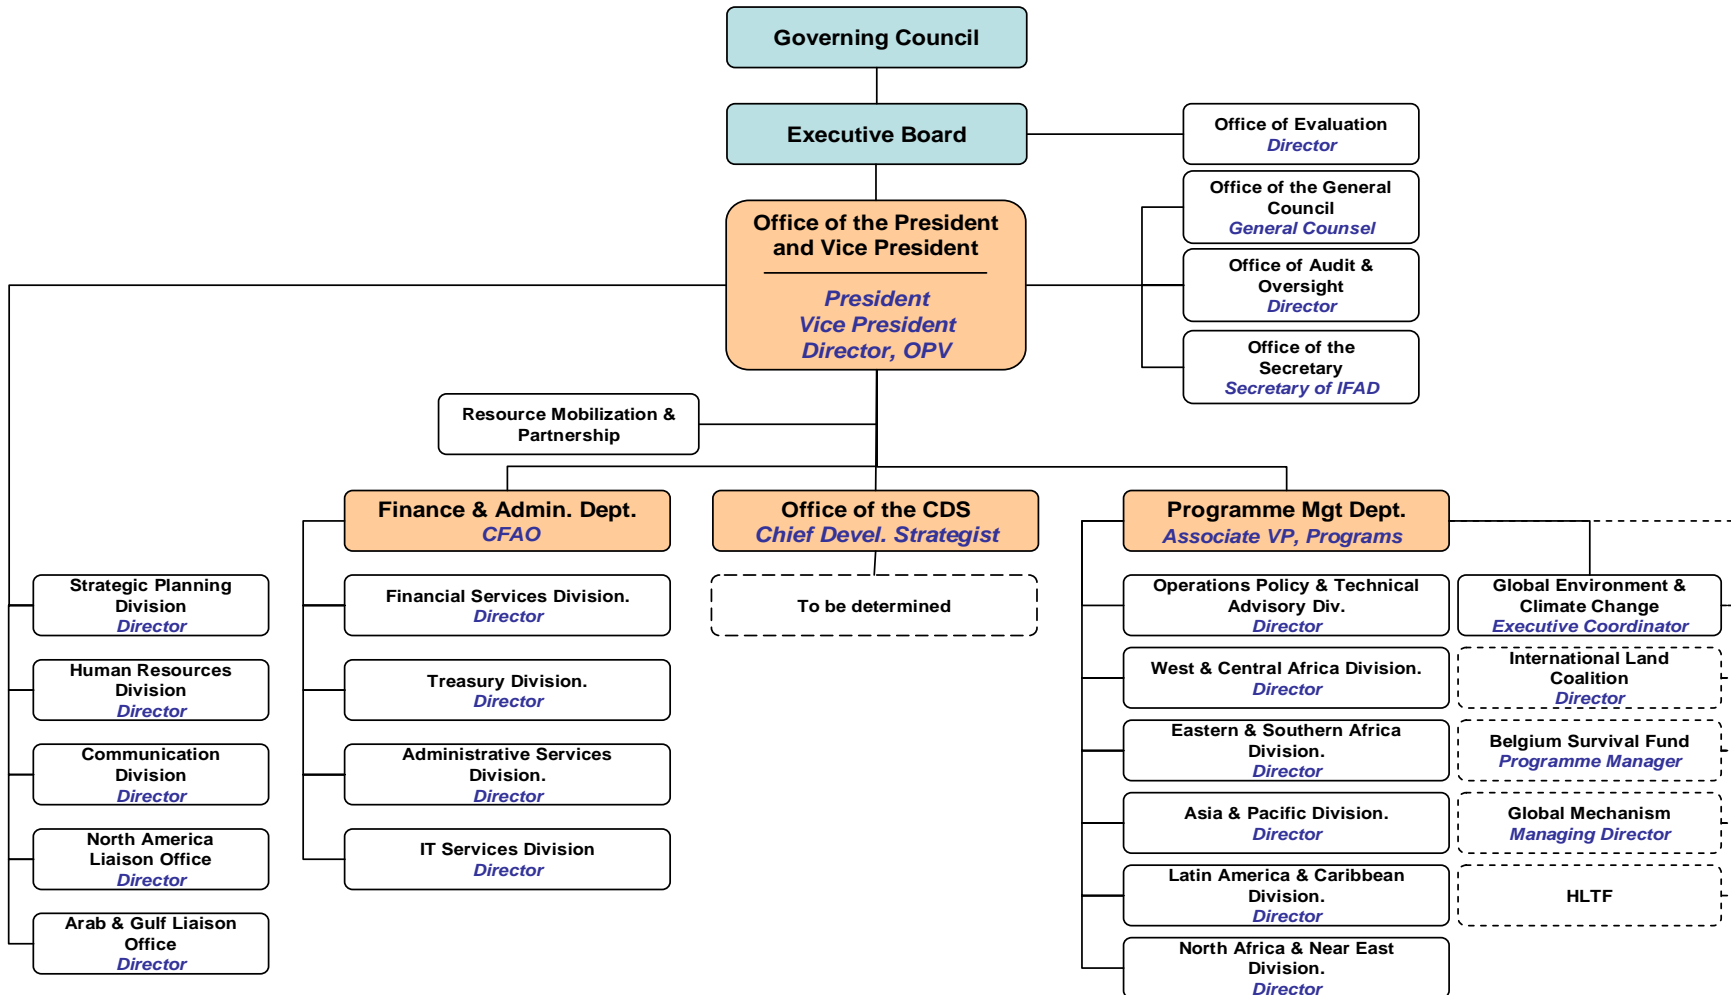 Governing Council
Executive Board
Office of Evaluation
Director
Office of the President
and Vice President
President
Vice President
Director, OPV
Office of the General
Council
General Counsel
Office of Audit &
Oversight
Director
Office of the
Secretary
Secretary of IFAD
Resource Mobilization &
Partnership
Finance & Admin. Dept.
CFAO
Office of the CDS
Chief Devel. Strategist
Programme Mgt Dept.
Associate VP, Programs
Strategic Planning
Division
Director
Human Resources
Division
Director
Communication
Division
Director
North America
Liaison Office
Director
Arab & Gulf Liaison
Office
Director
Financial Services Division.
Director
Treasury Division.
Director
Administrative Services
Division.
Director
IT Services Division
Director
To be determined
Operations Policy & Technical
Advisory Div.
Director
West & Central Africa Division.
Director
Eastern & Southern Africa
Division.
Director
Asia & Pacific Division.
Director
Latin America & Caribbean
Division.
Director
North Africa & Near East
Division.
Director
Global Environment &
Climate Change
Executive Coordinator
International Land
Coalition
Director
Belgium Survival Fund
Programme Manager
Global Mechanism
Managing Director
HLTF